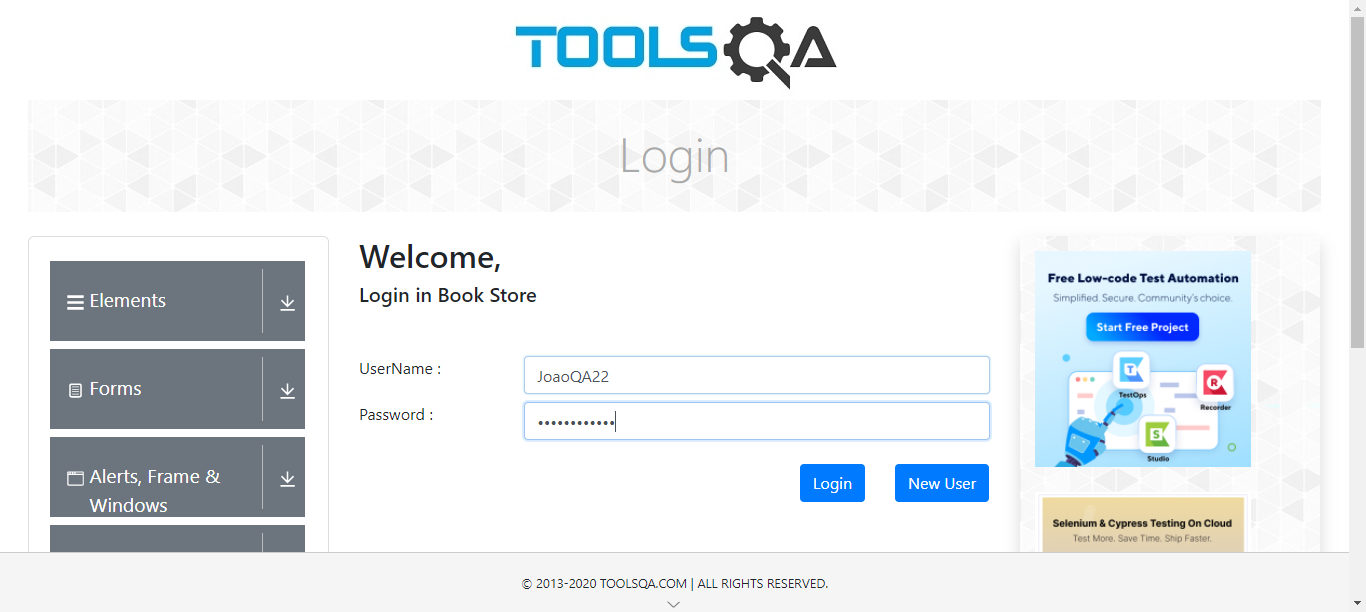 TOOLSQA
Login
Elements
Forms
Alerts, Frame &
Windows
Welcome,
Login in Book Store
UserName :
JoaoQA22
Password :
••••••••••••
Login
New User
Free Low-code Test Automation
Simplified. Secure. Community's choice.
Start Free Project
TestOps
Recorder
Studio
Selenium & Cypress Testing On Cloud
Test More. Save Time. Ship Faster.
© 2013-2020 TOOLSQA.COM | ALL RIGHTS RESERVED.